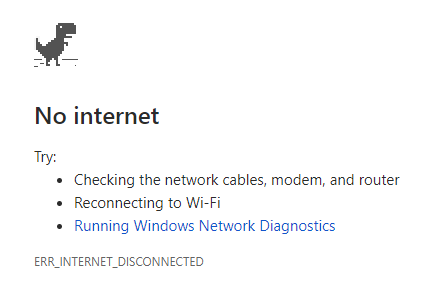 No internet
Try:
• Checking the network cables, modem, and router
• Reconnecting to Wi-Fi
• Running Windows Network Diagnostics
ERR_INTERNET_DISCONNECTED